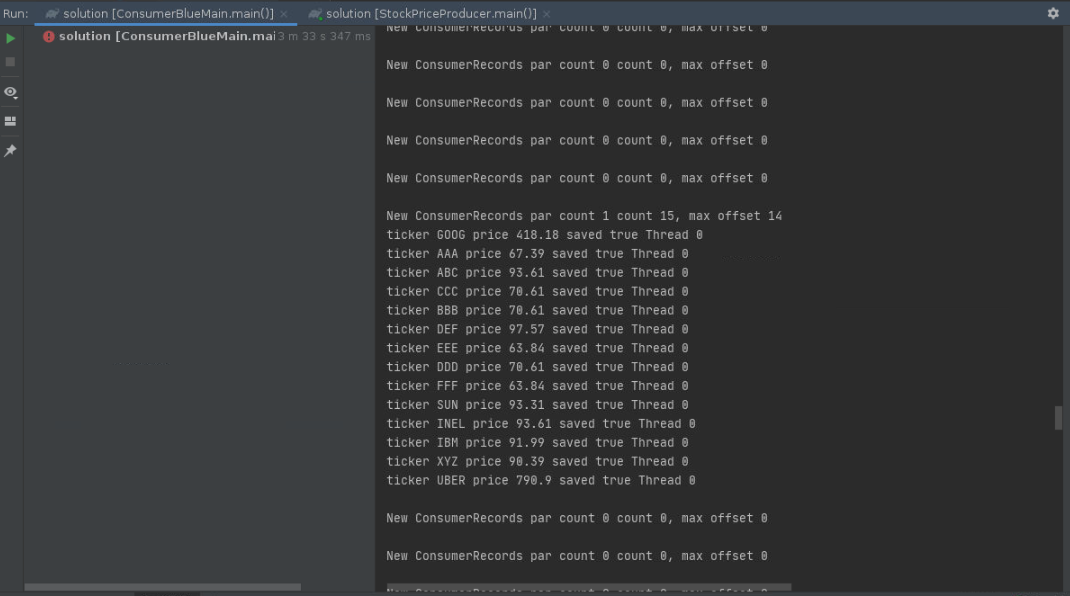 Run: solution [ConsumerBlueMain.main()] × solution [StockPriceProducer.main()] ×
solution [ConsumerBlueMain.mai 3 m 33 s 347 ms
New ConsumerRecords par count 0 count 0, max offset 0
New ConsumerRecords par count 0 count 0, max offset 0
New ConsumerRecords par count 0 count 0, max offset 0
New ConsumerRecords par count 0 count 0, max offset 0
New ConsumerRecords par count 0 count 0, max offset 0
New ConsumerRecords par count 1 count 15, max offset 14
ticker GOOG price 418.18 saved true Thread 0
ticker AAA price 67.39 saved true Thread 0
ticker ABC price 93.61 saved true Thread 0
ticker CCC price 70.61 saved true Thread 0
ticker BBB price 70.61 saved true Thread 0
ticker DEF price 97.57 saved true Thread 0
ticker EEE price 63.84 saved true Thread 0
ticker DDD price 70.61 saved true Thread 0
ticker FFF price 63.84 saved true Thread 0
ticker SUN price 93.31 saved true Thread 0
ticker INEL price 93.61 saved true Thread 0
ticker IBM price 91.99 saved true Thread 0
ticker XYZ price 90.39 saved true Thread 0
ticker UBER price 790.9 saved true Thread 0
New ConsumerRecords par count 0 count 0, max offset 0
New ConsumerRecords par count 0 count 0, max offset 0
New ConsumerRecords par count 0 count 0, max offset 0